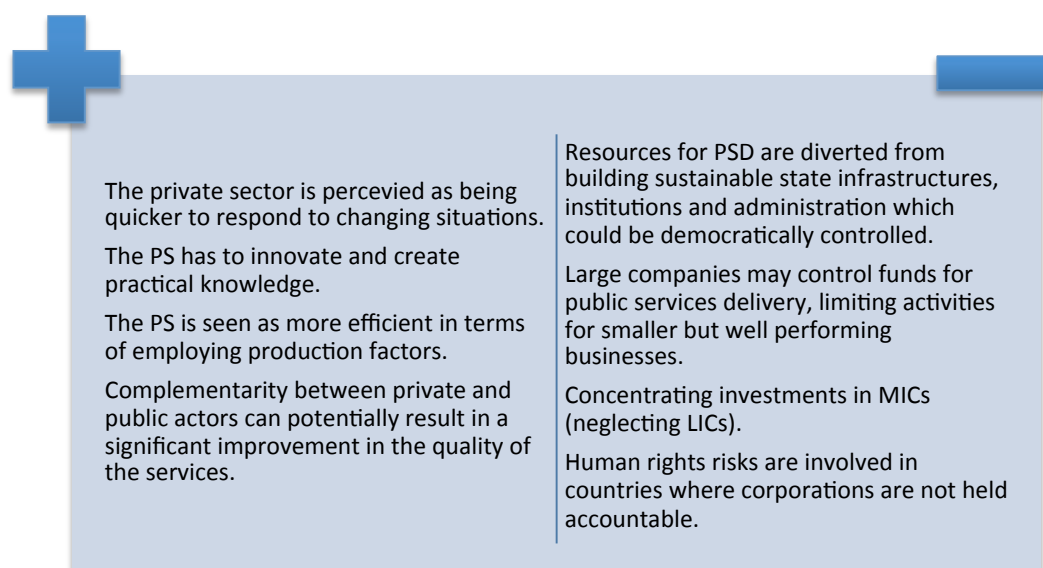 The private sector is percevied as being
quicker to respond to changing situations.
The PS has to innovate and create
practical knowledge.
The PS is seen as more efficient in terms
of employing production factors.
Complementarity between private and
public actors can potentially result in a
significant improvement in the quality of
the services.
Resources for PSD are diverted from
building sustainable state infrastructures,
institutions and administration which
could be democratically controlled.
Large companies may control funds for
public services delivery, limiting activities
for smaller but well performing
businesses.
Concentrating investments in MICs
(neglecting LICs).
Human rights risks are involved in
countries where corporations are not held
accountable.